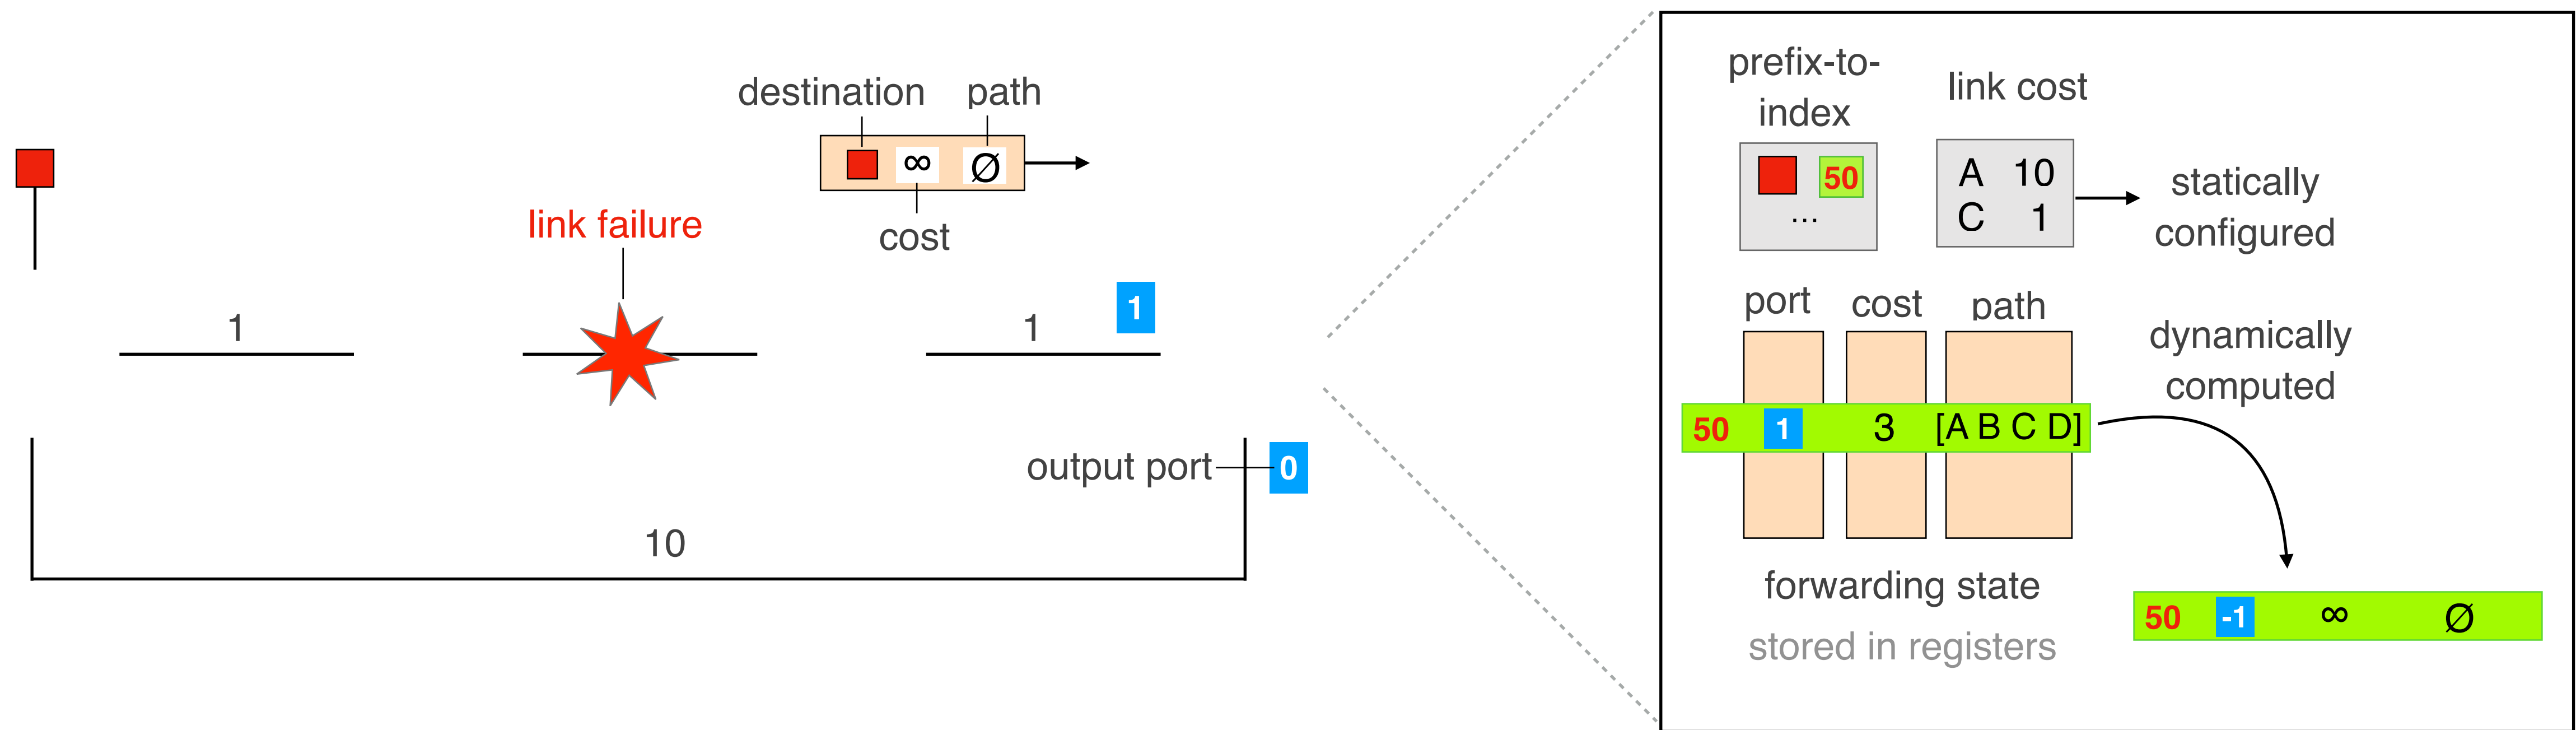 destination path
∞ Ø
cost
link failure
1
1
1
output port
0
10
prefix-to-
index
50
...
link cost
A 10
C 1
statically
configured
port cost path
50 1 3 [A B C D]
dynamically
computed
forwarding state
stored in registers
50 -1 ∞ Ø